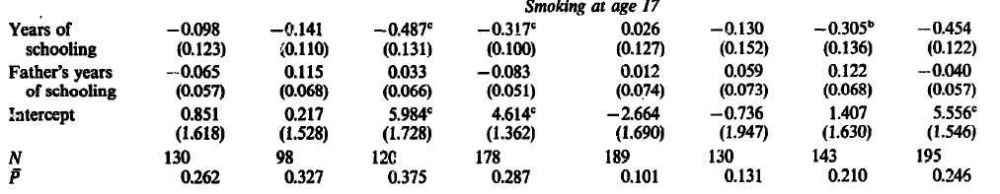 Smoking at age 17
Years of −0.098 −0.141 −0.487ᶜ −0.317ᶜ 0.026 −0.130 −0.305ᵇ −0.454
schooling (0.123) (0.110) (0.131) (0.100) (0.127) (0.152) (0.136) (0.122)
Father's years −0.065 0.115 0.033 −0.083 0.012 0.059 0.122 −0.040
of schooling (0.057) (0.068) (0.066) (0.051) (0.074) (0.073) (0.068) (0.057)
Intercept 0.851 0.217 5.984ᶜ 4.614ᶜ −2.664 −0.736 1.407 5.556ᶜ
(1.618) (1.528) (1.728) (1.362) (1.690) (1.947) (1.630) (1.546)
N 130 98 120 178 189 130 143 195
P̄ 0.262 0.327 0.375 0.287 0.101 0.131 0.210 0.246